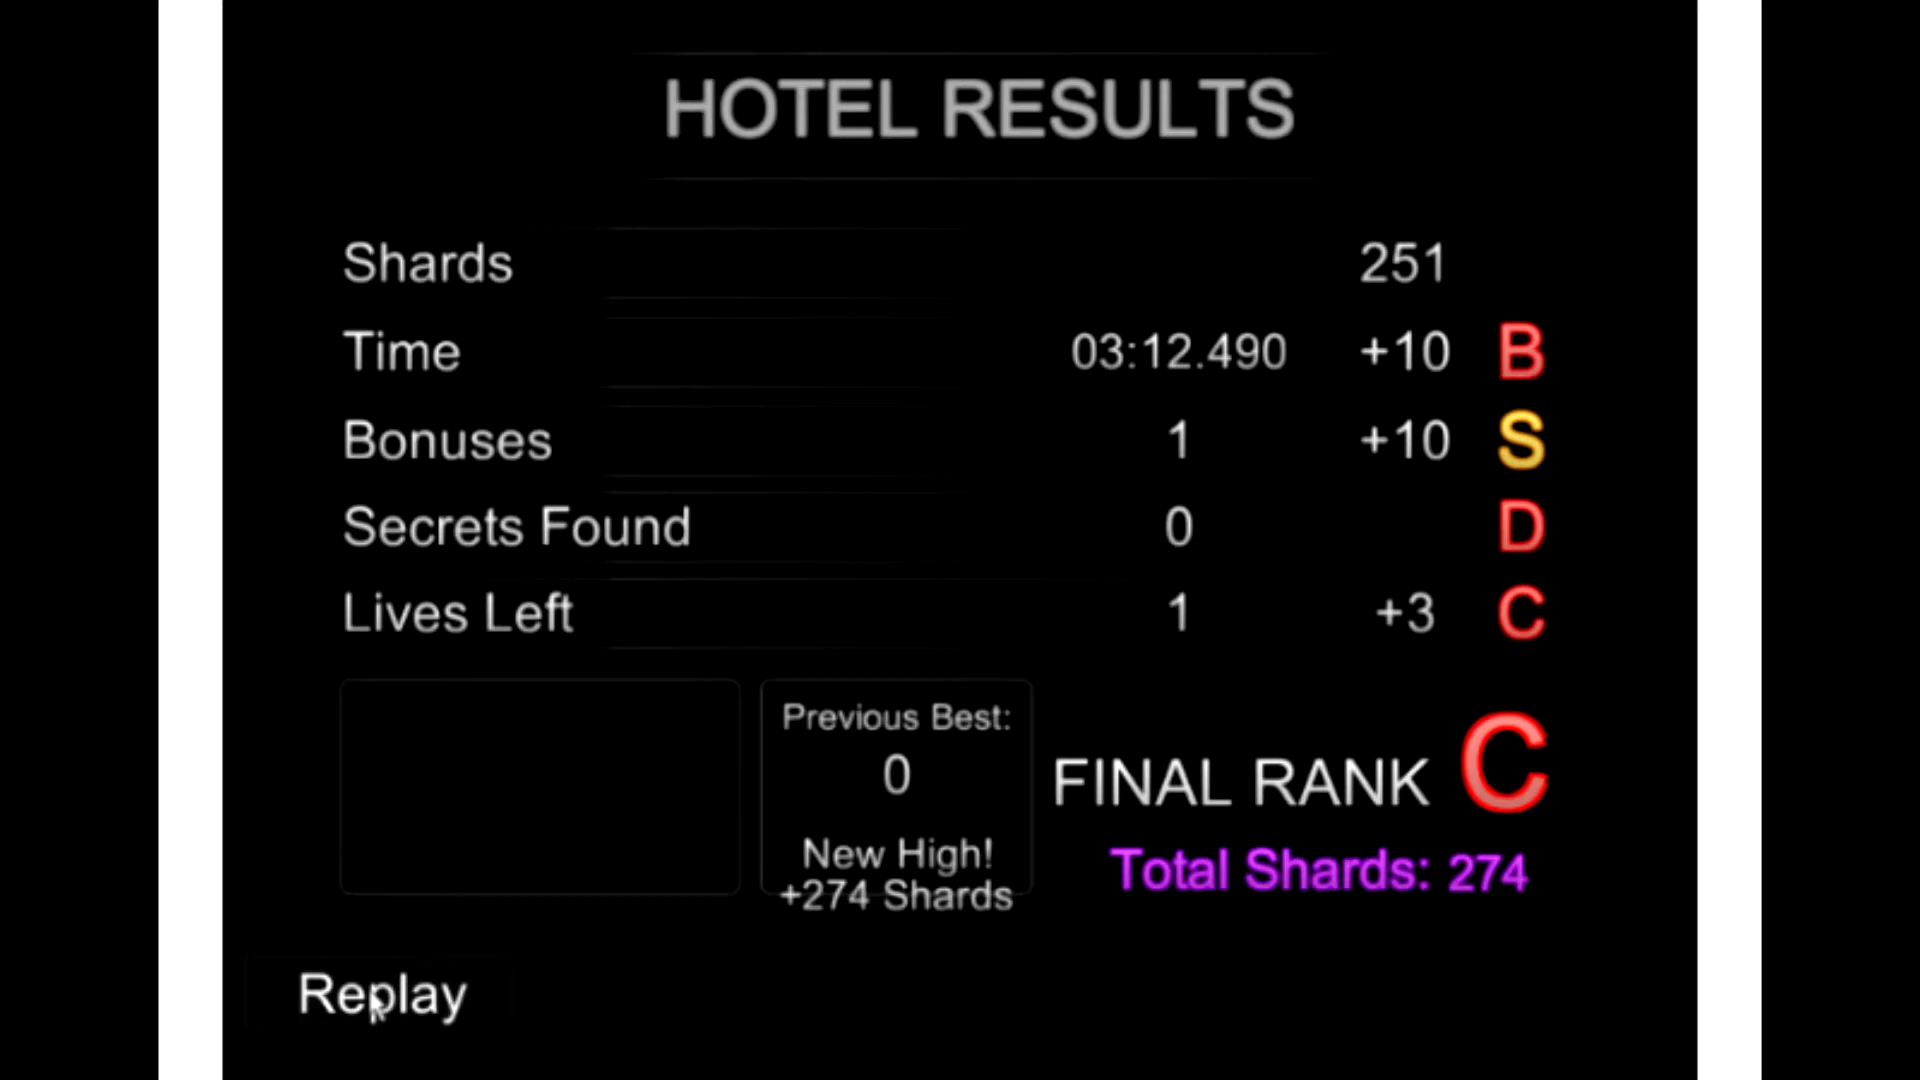 HOTEL RESULTS
Shards 251
Time 03:12.490 +10 B
Bonuses 1 +10 S
Secrets Found 0 D
Lives Left 1 +3 C
Previous Best:
0
New High!
+274 Shards
FINAL RANK C
Total Shards: 274
Replay